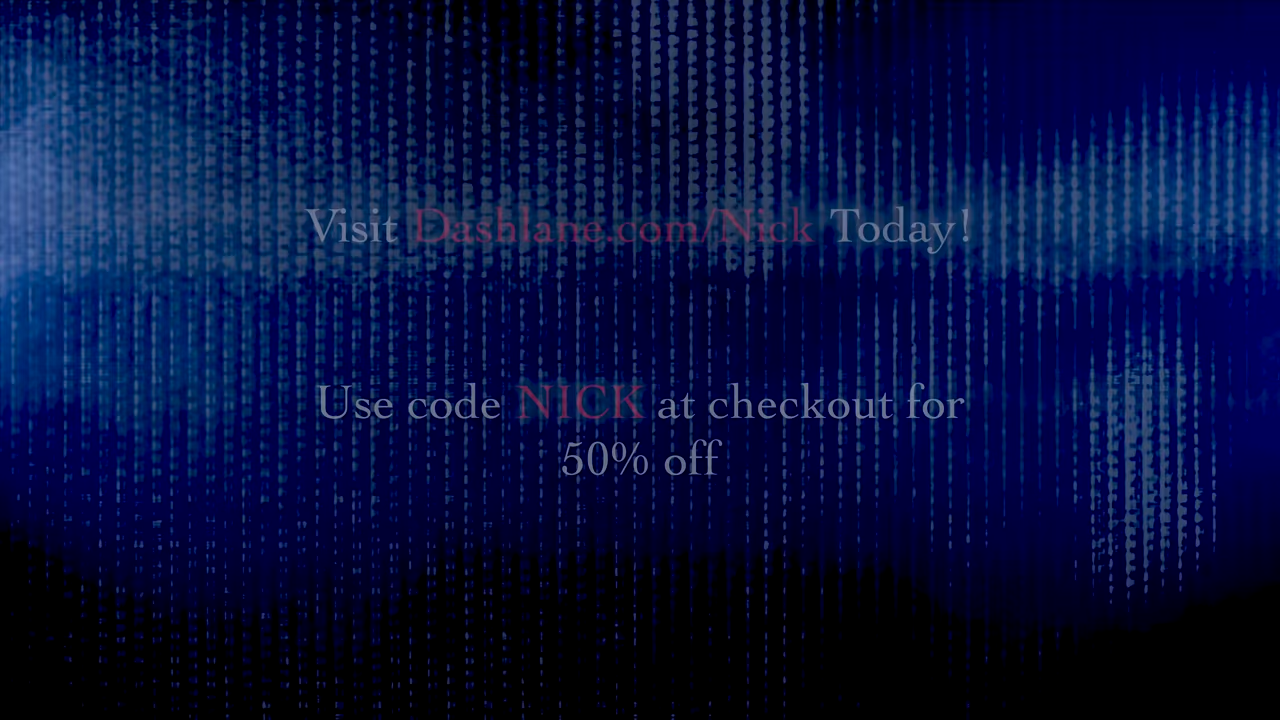 Visit Dashlane.com/Nick Today!
Use code NICK at checkout for
50% off